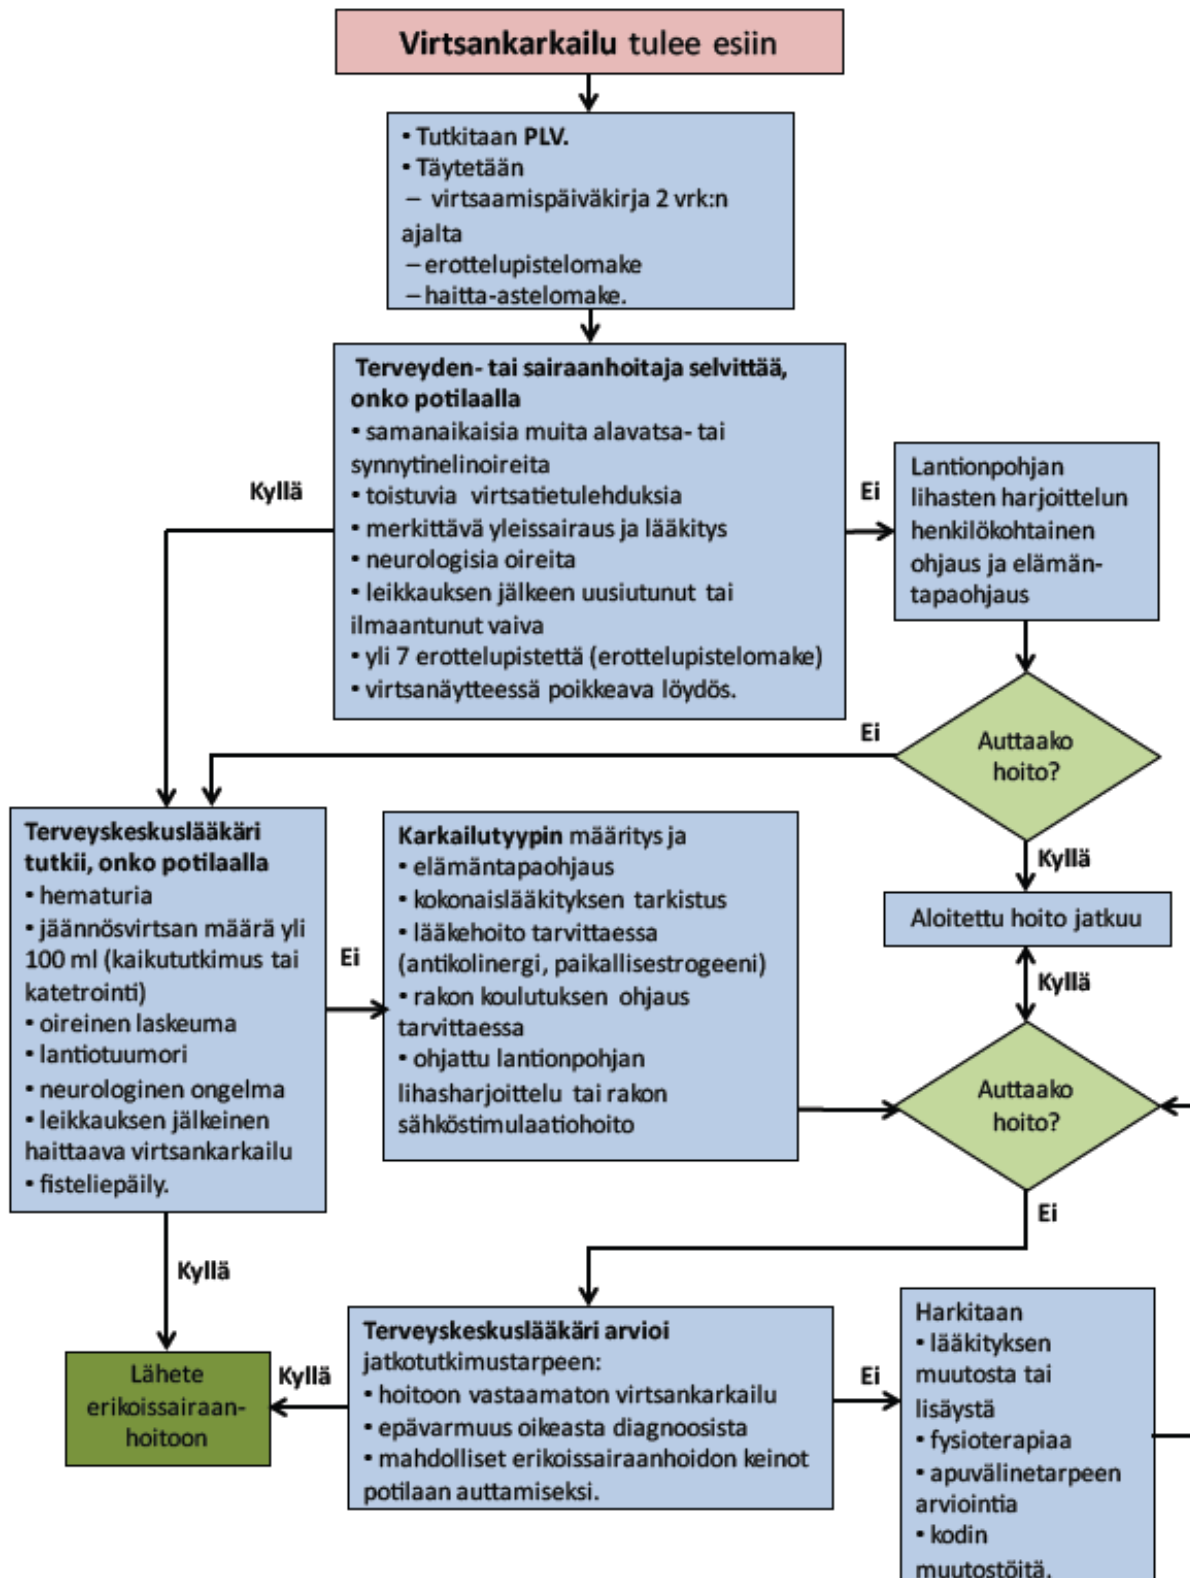 Virtsankarkailu tulee esiin
• Tutkitaan PLV.
• Täytetään
– virtsaamispäiväkirja 2 vrk:n
ajalta
– erottelupistelomake
– haitta-astelomake.
Terveyden- tai sairaanhoitaja selvittää,
onko potilaalla
• samanaikaisia muita alavatsa- tai
synnytinelinoireita
• toistuvia virtsatietulehduksia
• merkittävä yleissairaus ja lääkitys
• neurologisia oireita
• leikkauksen jälkeen uusiutunut tai
ilmaantunut vaiva
• yli 7 erottelupistettä (erottelupistelomake)
• virtsanäytteessä poikkeava löydös.
Kyllä
Ei
Lantionpohjan
lihasten harjoittelun
henkilökohtainen
ohjaus ja elämän-
tapaohjaus
Auttaako
hoito?
Ei
Kyllä
Aloitettu hoito jatkuu
Kyllä
Terveyskeskuslääkäri
tutkii, onko potilaalla
• hematuria
• jäännösvirtsan määrä yli
100 ml (kaikututkimus tai
katetrointi)
• oireinen laskeuma
• lantiotuumori
• neurologinen ongelma
• leikkauksen jälkeinen
haittaava virtsankarkailu
• fisteliepäily.
Ei
Karkailutyypin määritys ja
• elämäntapaohjaus
• kokonaislääkityksen tarkistus
• lääkehoito tarvittaessa
(antikolinergi, paikallisestrogeeni)
• rakon koulutuksen ohjaus
tarvittaessa
• ohjattu lantionpohjan
lihasharjoittelu tai rakon
sähköstimulaatiohoito
Auttaako
hoito?
Ei
Kyllä
Lähete
erikoissairaan-
hoitoon
Kyllä
Terveyskeskuslääkäri arvioi
jatkotutkimustarpeen:
• hoitoon vastaamaton virtsankarkailu
• epävarmuus oikeasta diagnoosista
• mahdolliset erikoissairaanhoidon keinot
potilaan auttamiseksi.
Ei
Harkitaan
• lääkityksen
muutosta tai
lisäystä
• fysioterapiaa
• apuvälinetarpeen
arviointia
• kodin
muutostöitä.